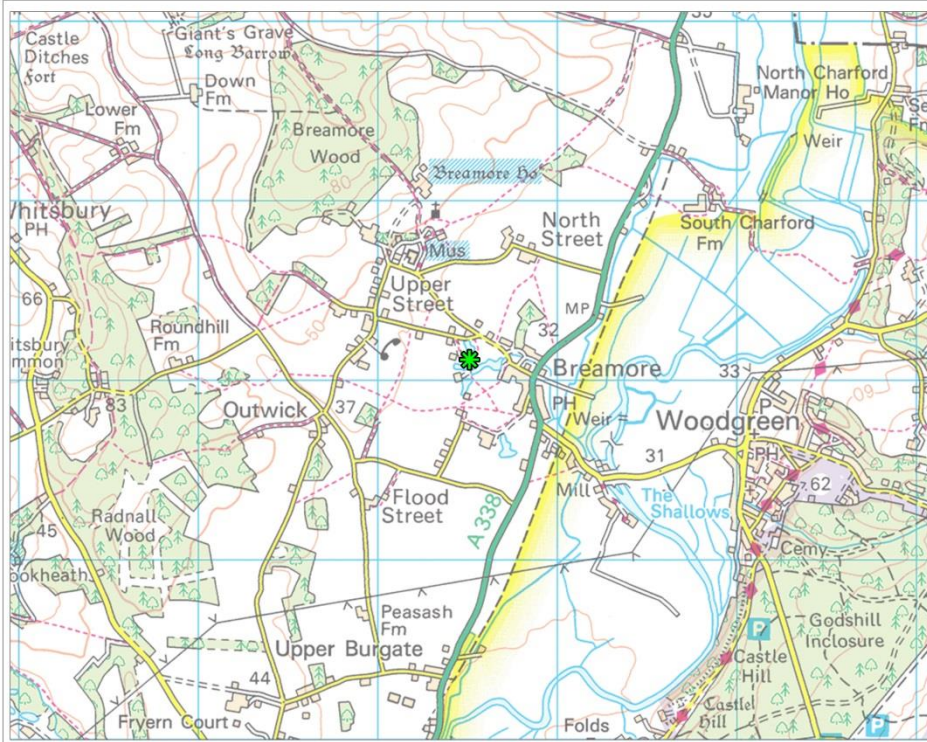 35
Castle
Ditches
Fort
Giant's Grave
Long Barrow
Down
Fm
Lower
Fm
Breamore
Wood
80
Breamore Ho
North Charford
Manor Ho
Weir
PH
North
Street
South Charford
Fm
Mus
Upper
Street
66
50
MP
32
Roundhill
Fm
83
Outwick
37
Breamore
PH
Weir
33
Woodgreen
P
PH
31
62
Mill
The
Shallows
Flood
Street
A 338
Radnall
Wood
45
Cemy
Peasash
Fm
Upper Burgate
44
Godshill
Inclosure
P
Castle
Hill
Castle
Hill
Fryern Court
Folds
P